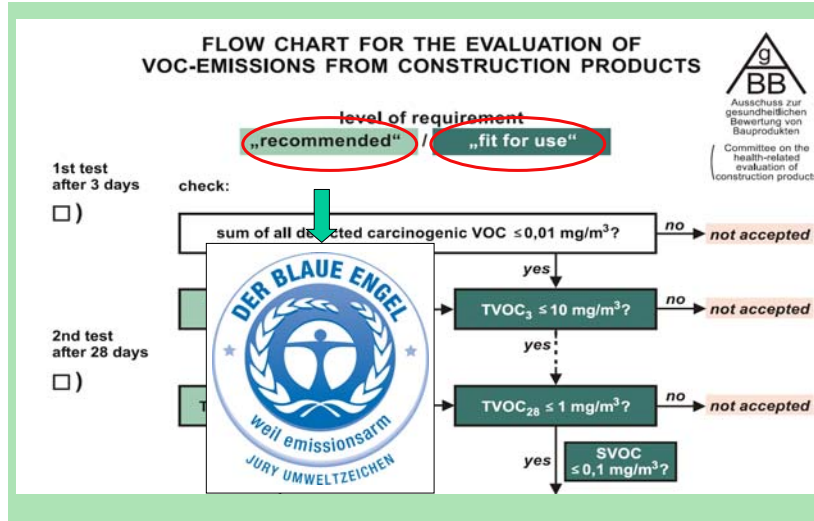 FLOW CHART FOR THE EVALUATION OF
VOC-EMISSIONS FROM CONSTRUCTION PRODUCTS
g
BB
Ausschuss zur
gesundheitlichen
Bewertung von
Bauprodukten
Committee on the
health-related
evaluation of
construction products
level of requirement
„recommended“ / „fit for use“
1st test
after 3 days
☐ )
check:
sum of all detected carcinogenic VOC ≤ 0,01 mg/m³?
no
not accepted
yes
DER BLAUE ENGEL
weil emissionsarm
JURY UMWELTZEICHEN
TVOC₃ ≤ 10 mg/m³?
no
not accepted
yes
2nd test
after 28 days
☐ )
T
TVOC₂₈ ≤ 1 mg/m³?
no
not accepted
yes
SVOC
≤ 0,1 mg/m³?